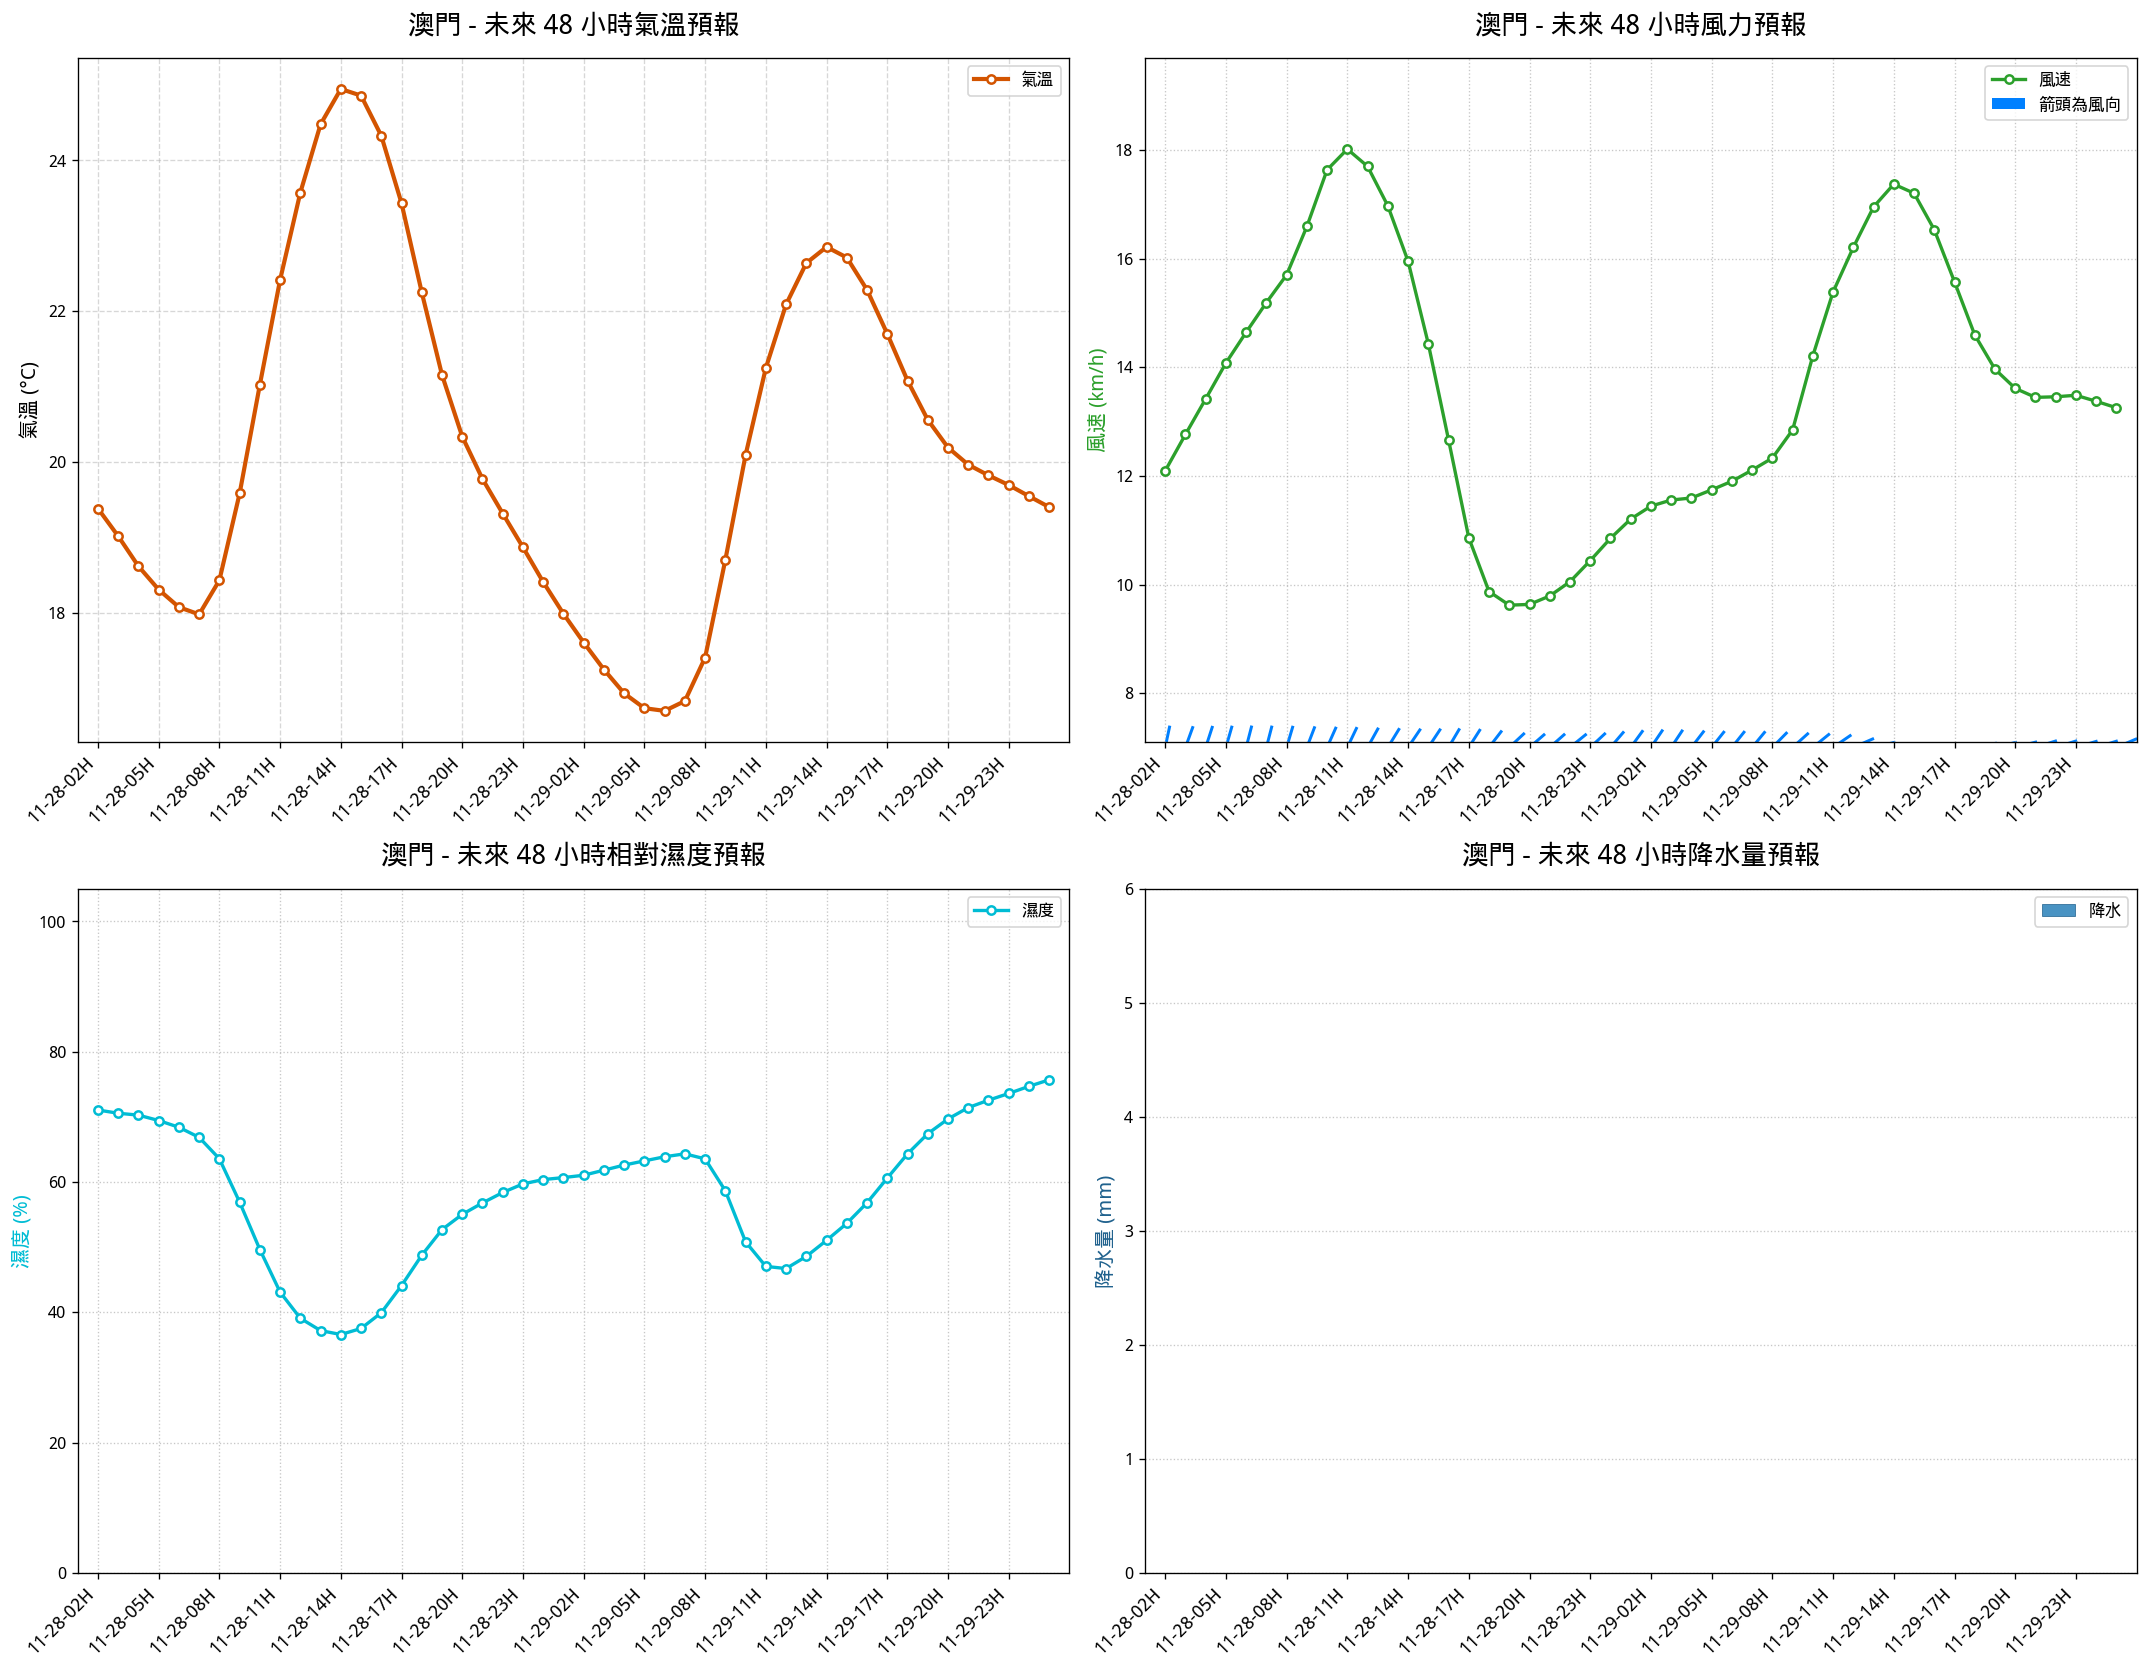 澳門 - 未來 48 小時氣溫預報
氣溫
氣溫 (°C)
24
22
20
18
11-28-02H
11-28-05H
11-28-08H
11-28-11H
11-28-14H
11-28-17H
11-28-20H
11-28-23H
11-29-02H
11-29-05H
11-29-08H
11-29-11H
11-29-14H
11-29-17H
11-29-20H
11-29-23H
澳門 - 未來 48 小時風力預報
風速
箭頭為風向
風速 (km/h)
18
16
14
12
10
8
11-28-02H
11-28-05H
11-28-08H
11-28-11H
11-28-14H
11-28-17H
11-28-20H
11-28-23H
11-29-02H
11-29-05H
11-29-08H
11-29-11H
11-29-14H
11-29-17H
11-29-20H
11-29-23H
澳門 - 未來 48 小時相對濕度預報
濕度
濕度 (%)
100
80
60
40
20
0
11-28-02H
11-28-05H
11-28-08H
11-28-11H
11-28-14H
11-28-17H
11-28-20H
11-28-23H
11-29-02H
11-29-05H
11-29-08H
11-29-11H
11-29-14H
11-29-17H
11-29-20H
11-29-23H
澳門 - 未來 48 小時降水量預報
降水
降水量 (mm)
6
5
4
3
2
1
0
11-28-02H
11-28-05H
11-28-08H
11-28-11H
11-28-14H
11-28-17H
11-28-20H
11-28-23H
11-29-02H
11-29-05H
11-29-08H
11-29-11H
11-29-14H
11-29-17H
11-29-20H
11-29-23H